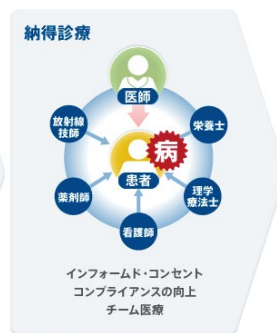 納得診療
医師
放射線
技師
栄養士
病
患者
薬剤師
理学
療法士
看護師
インフォームド・コンセント
コンプライアンスの向上
チーム医療